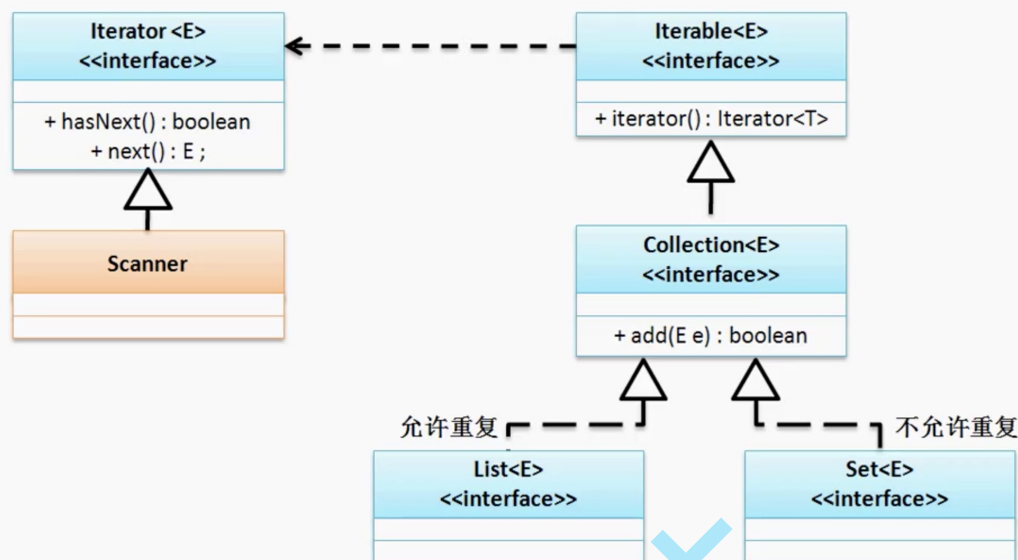 Iterator <E>
<<interface>>
+ hasNext() : boolean
+ next() : E ;
Iterable<E>
<<interface>>
+ iterator() : Iterator<T>
Scanner
Collection<E>
<<interface>>
+ add(E e) : boolean
允许重复
不允许重复
List<E>
<<interface>>
Set<E>
<<interface>>